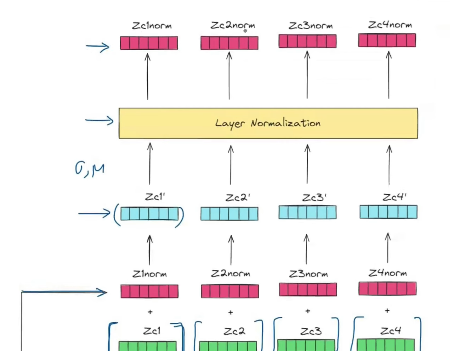 Zc1norm Zc2norm Zc3norm Zc4norm
Layer Normalization
σ, μ
Zc1' Zc2' Zc3' Zc4'
Z1norm Z2norm Z3norm Z4norm
+ + + +
Zc1 Zc2 Zc3 Zc4